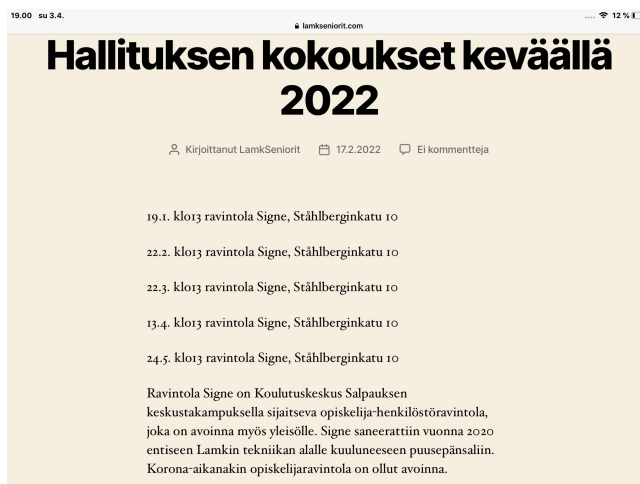 19.00 su 3.4.
12 %
lamkseniorit.com
Hallituksen kokoukset keväällä
2022
Kirjoittanut LamkSeniorit 17.2.2022 Ei kommentteja
19.1. klo13 ravintola Signe, Ståhlberginkatu 10
22.2. klo13 ravintola Signe, Ståhlberginkatu 10
22.3. klo13 ravintola Signe, Ståhlberginkatu 10
13.4. klo13 ravintola Signe, Ståhlberginkatu 10
24.5. klo13 ravintola Signe, Ståhlberginkatu 10
Ravintola Signe on Koulutuskeskus Salpauksen
keskustakampuksella sijaitseva opiskelija-henkilöstöravintola,
joka on avoinna myös yleisölle. Signe saneerattiin vuonna 2020
entiseen Lamkin tekniikan alalle kuuluneeseen puusepänsaliin.
Korona-aikanakin opiskelijaravintola on ollut avoinna.